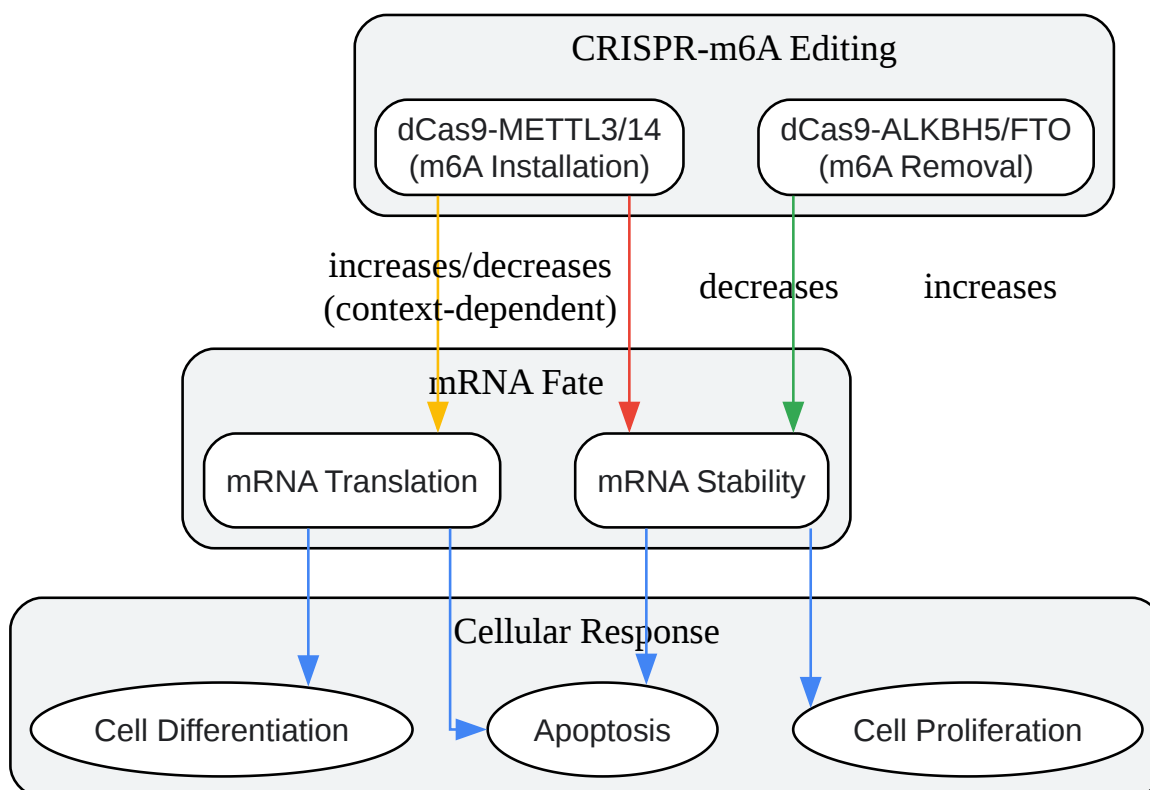 CRISPR-m6A Editing
dCas9-METTL3/14
(m6A Installation)
dCas9-ALKBH5/FTO
(m6A Removal)
increases/decreases
(context-dependent)
decreases
increases
mRNA Fate
mRNA Translation
mRNA Stability
Cellular Response
Cell Differentiation
Apoptosis
Cell Proliferation